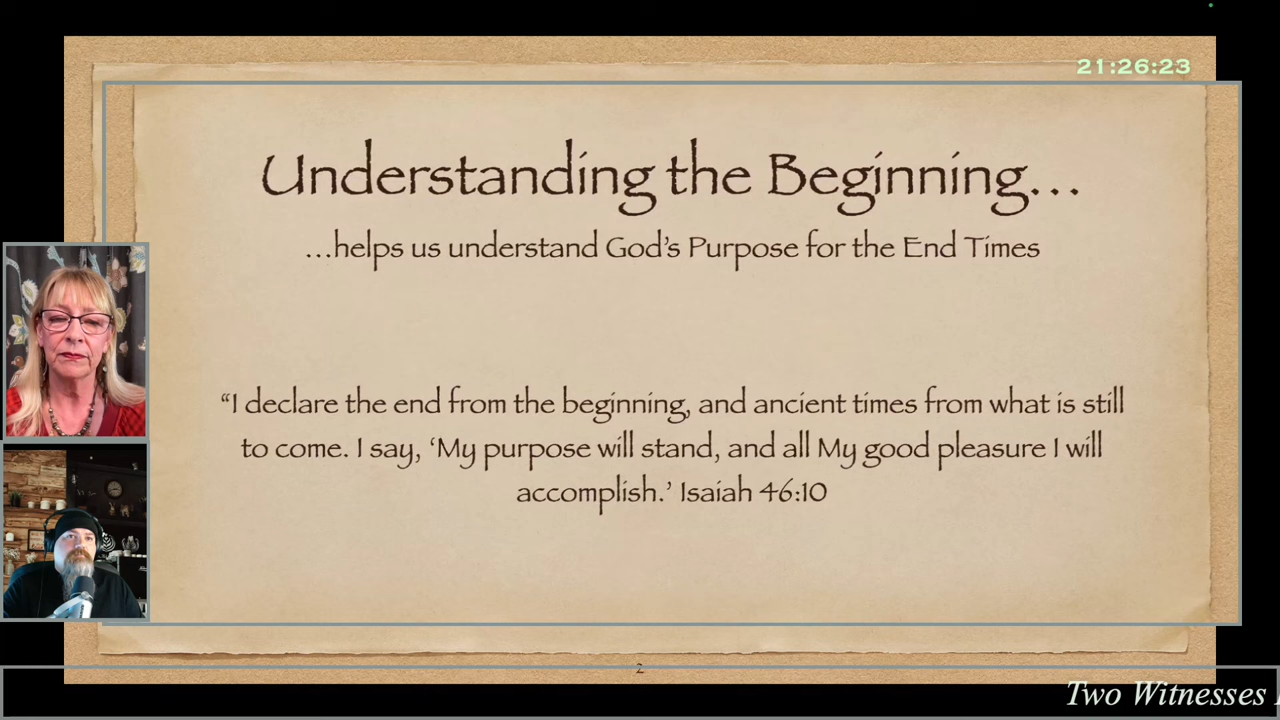 21:26:23
Understanding the Beginning…
…helps us understand God’s Purpose for the End Times
“I declare the end from the beginning, and ancient times from what is still
to come. I say, ‘My purpose will stand, and all My good pleasure I will
accomplish.’ Isaiah 46:10
2
Two Witnesses